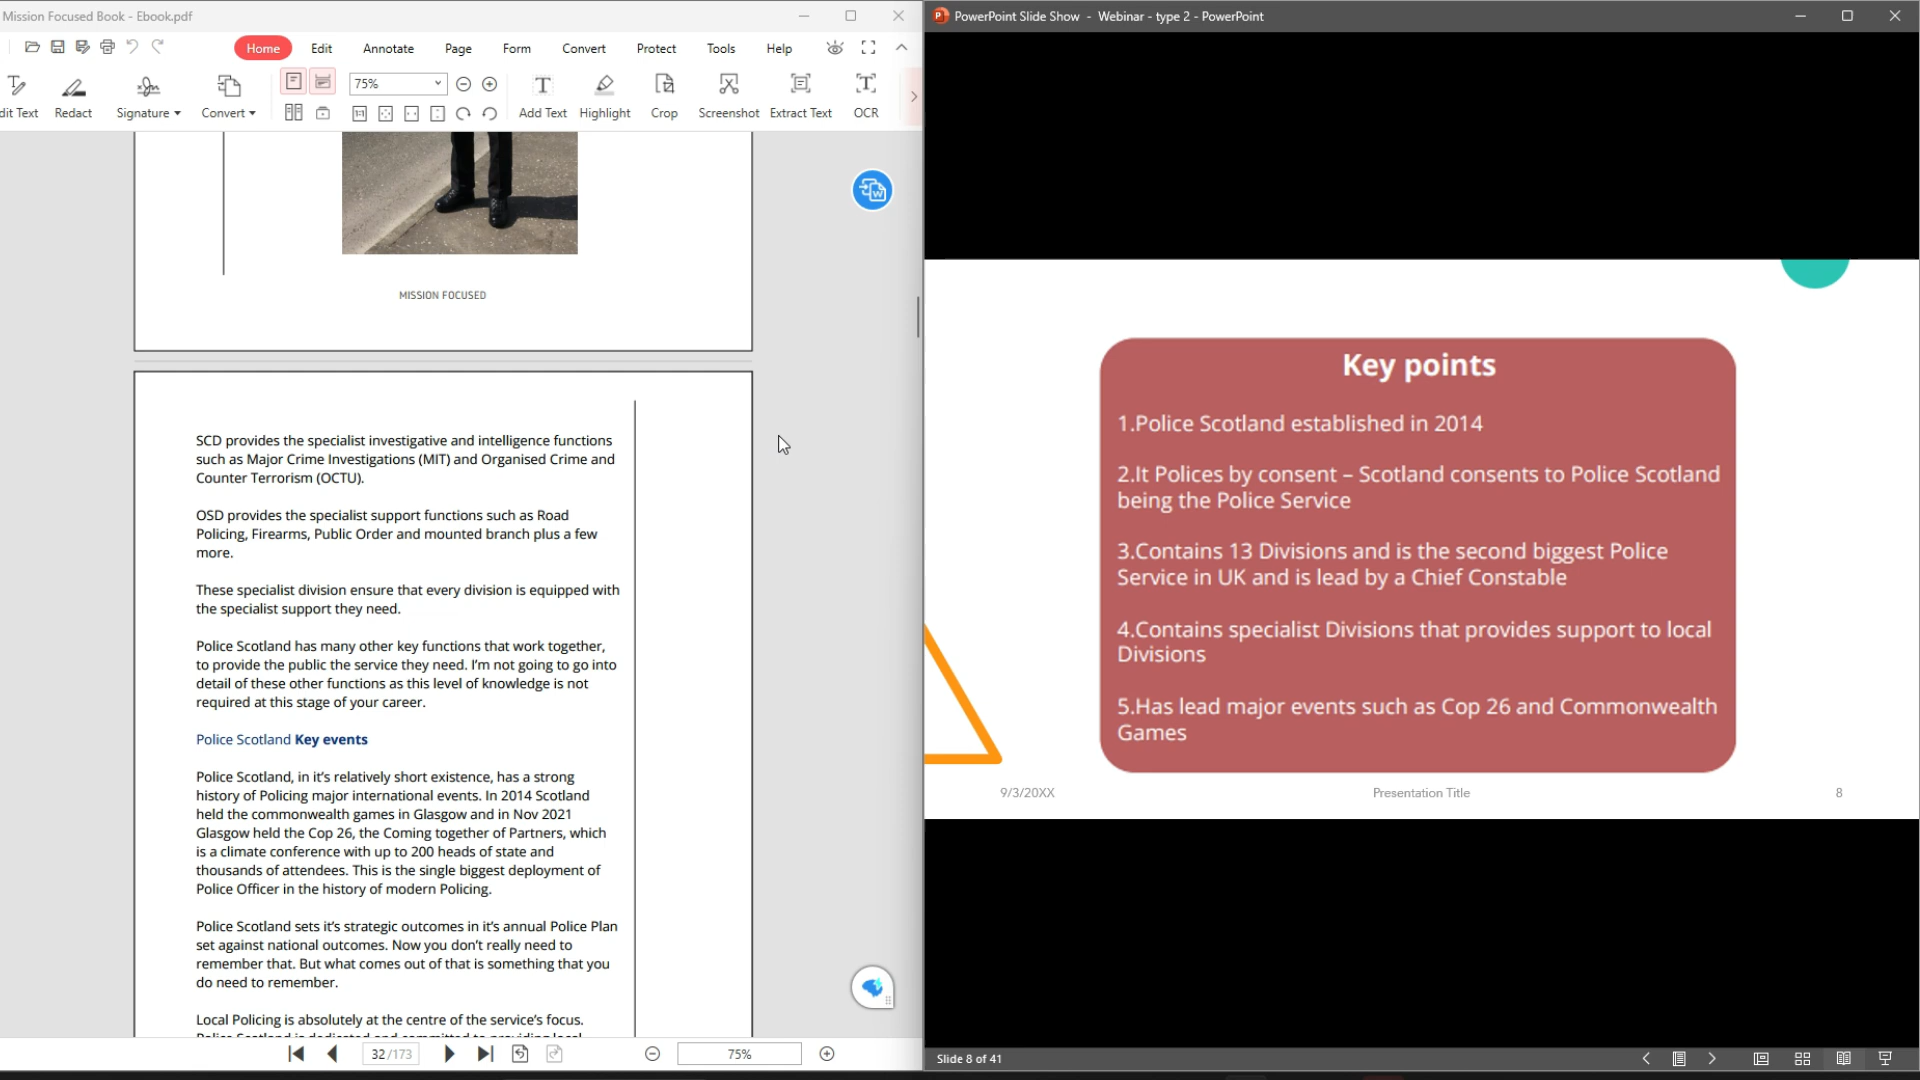 Mission Focused Book - Ebook.pdf
Home Edit Annotate Page Form Convert Protect Tools Help
dit Text Redact Signature Convert 75% Add Text Highlight Crop Screenshot Extract Text OCR
MISSION FOCUSED
SCD provides the specialist investigative and intelligence functions
such as Major Crime Investigations (MIT) and Organised Crime and
Counter Terrorism (OCTU).
OSD provides the specialist support functions such as Road
Policing, Firearms, Public Order and mounted branch plus a few
more.
These specialist division ensure that every division is equipped with
the specialist support they need.
Police Scotland has many other key functions that work together,
to provide the public the service they need. I'm not going to go into
detail of these other functions as this level of knowledge is not
required at this stage of your career.
Police Scotland Key events
Police Scotland, in it's relatively short existence, has a strong
history of Policing major international events. In 2014 Scotland
held the commonwealth games in Glasgow and in Nov 2021
Glasgow held the Cop 26, the Coming together of Partners, which
is a climate conference with up to 200 heads of state and
thousands of attendees. This is the single biggest deployment of
Police Officer in the history of modern Policing.
Police Scotland sets it's strategic outcomes in it's annual Police Plan
set against national outcomes. Now you don't really need to
remember that. But what comes out of that is something that you
do need to remember.
Local Policing is absolutely at the centre of the service's focus.
32/173 75%
PowerPoint Slide Show - Webinar - type 2 - PowerPoint
Key points
1.Police Scotland established in 2014
2.It Polices by consent – Scotland consents to Police Scotland
being the Police Service
3.Contains 13 Divisions and is the second biggest Police
Service in UK and is lead by a Chief Constable
4.Contains specialist Divisions that provides support to local
Divisions
5.Has lead major events such as Cop 26 and Commonwealth
Games
9/3/20XX Presentation Title 8
Slide 8 of 41